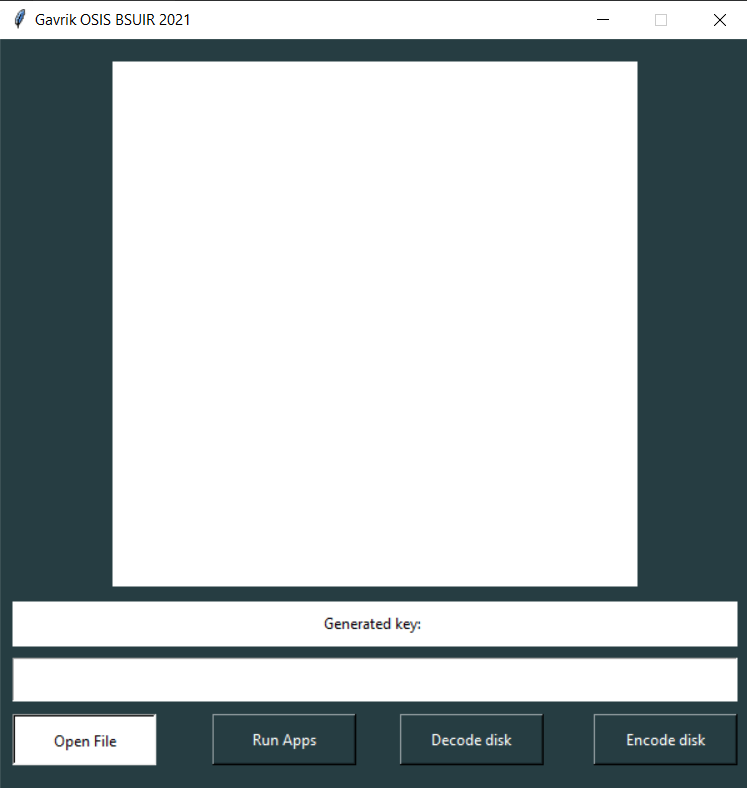 Gavrik OSIS BSUIR 2021
Generated key:
Open File
Run Apps
Decode disk
Encode disk